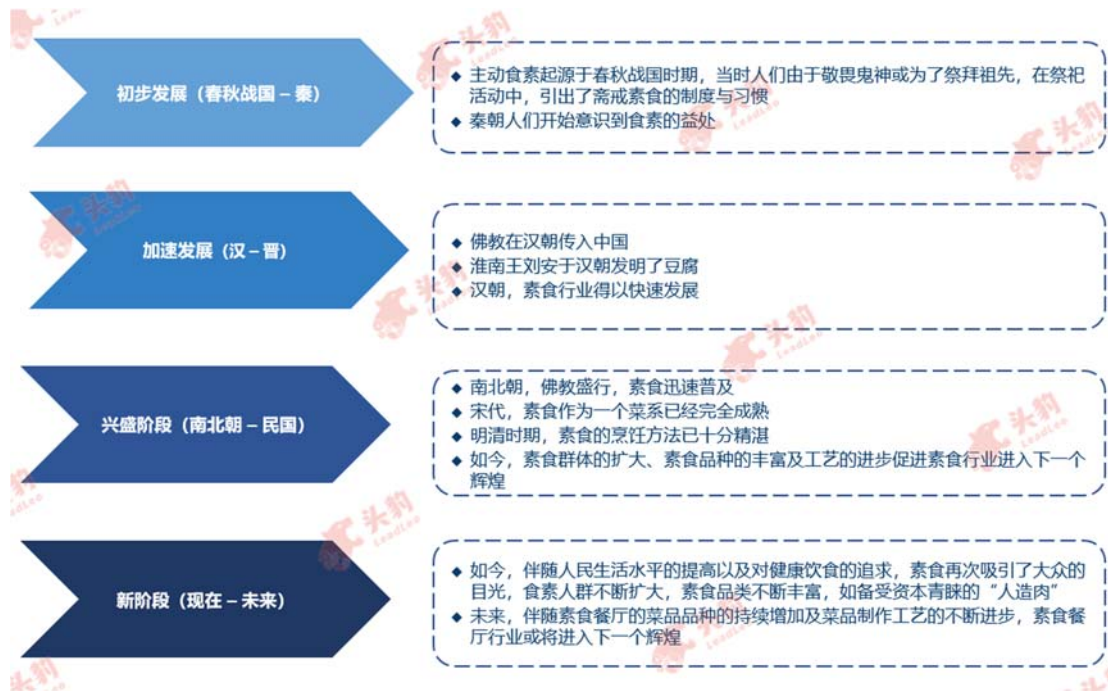 初步发展（春秋战国 – 秦）
◆ 主动食素起源于春秋战国时期，当时人们由于敬畏鬼神或为了祭拜祖先，在祭祀
活动中，引出了斋戒素食的制度与习惯
◆ 秦朝人们开始意识到食素的益处
加速发展（汉 – 晋）
◆ 佛教在汉朝传入中国
◆ 淮南王刘安于汉朝发明了豆腐
◆ 汉朝，素食行业得以快速发展
兴盛阶段（南北朝 – 民国）
◆ 南北朝，佛教盛行，素食迅速普及
◆ 宋代，素食作为一个菜系已经完全成熟
◆ 明清时期，素食的烹饪方法已十分精湛
◆ 如今，素食群体的扩大、素食品种的丰富及工艺的进步促进素食行业进入下一个
辉煌
新阶段（现在 – 未来）
◆ 如今，伴随人民生活水平的提高以及对健康饮食的追求，素食再次吸引了大众的
目光，食素人群不断扩大，素食品类不断丰富，如备受资本青睐的“人造肉”
◆ 未来，伴随素食餐厅的菜品品种的持续增加及菜品制作工艺的不断进步，素食餐
厅行业或将进入下一个辉煌
头豹
LeadLeo